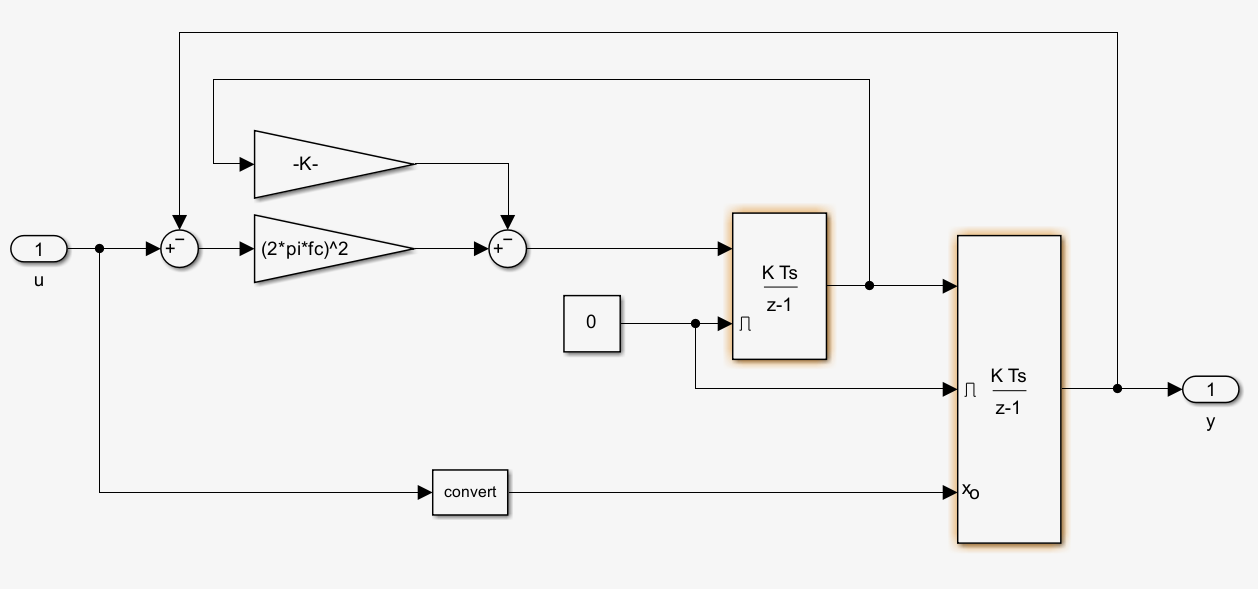 -K-
+
−
1
u
(2*pi*fc)^2
+
−
K Ts
z-1
0
K Ts
z-1
1
y
convert
xo